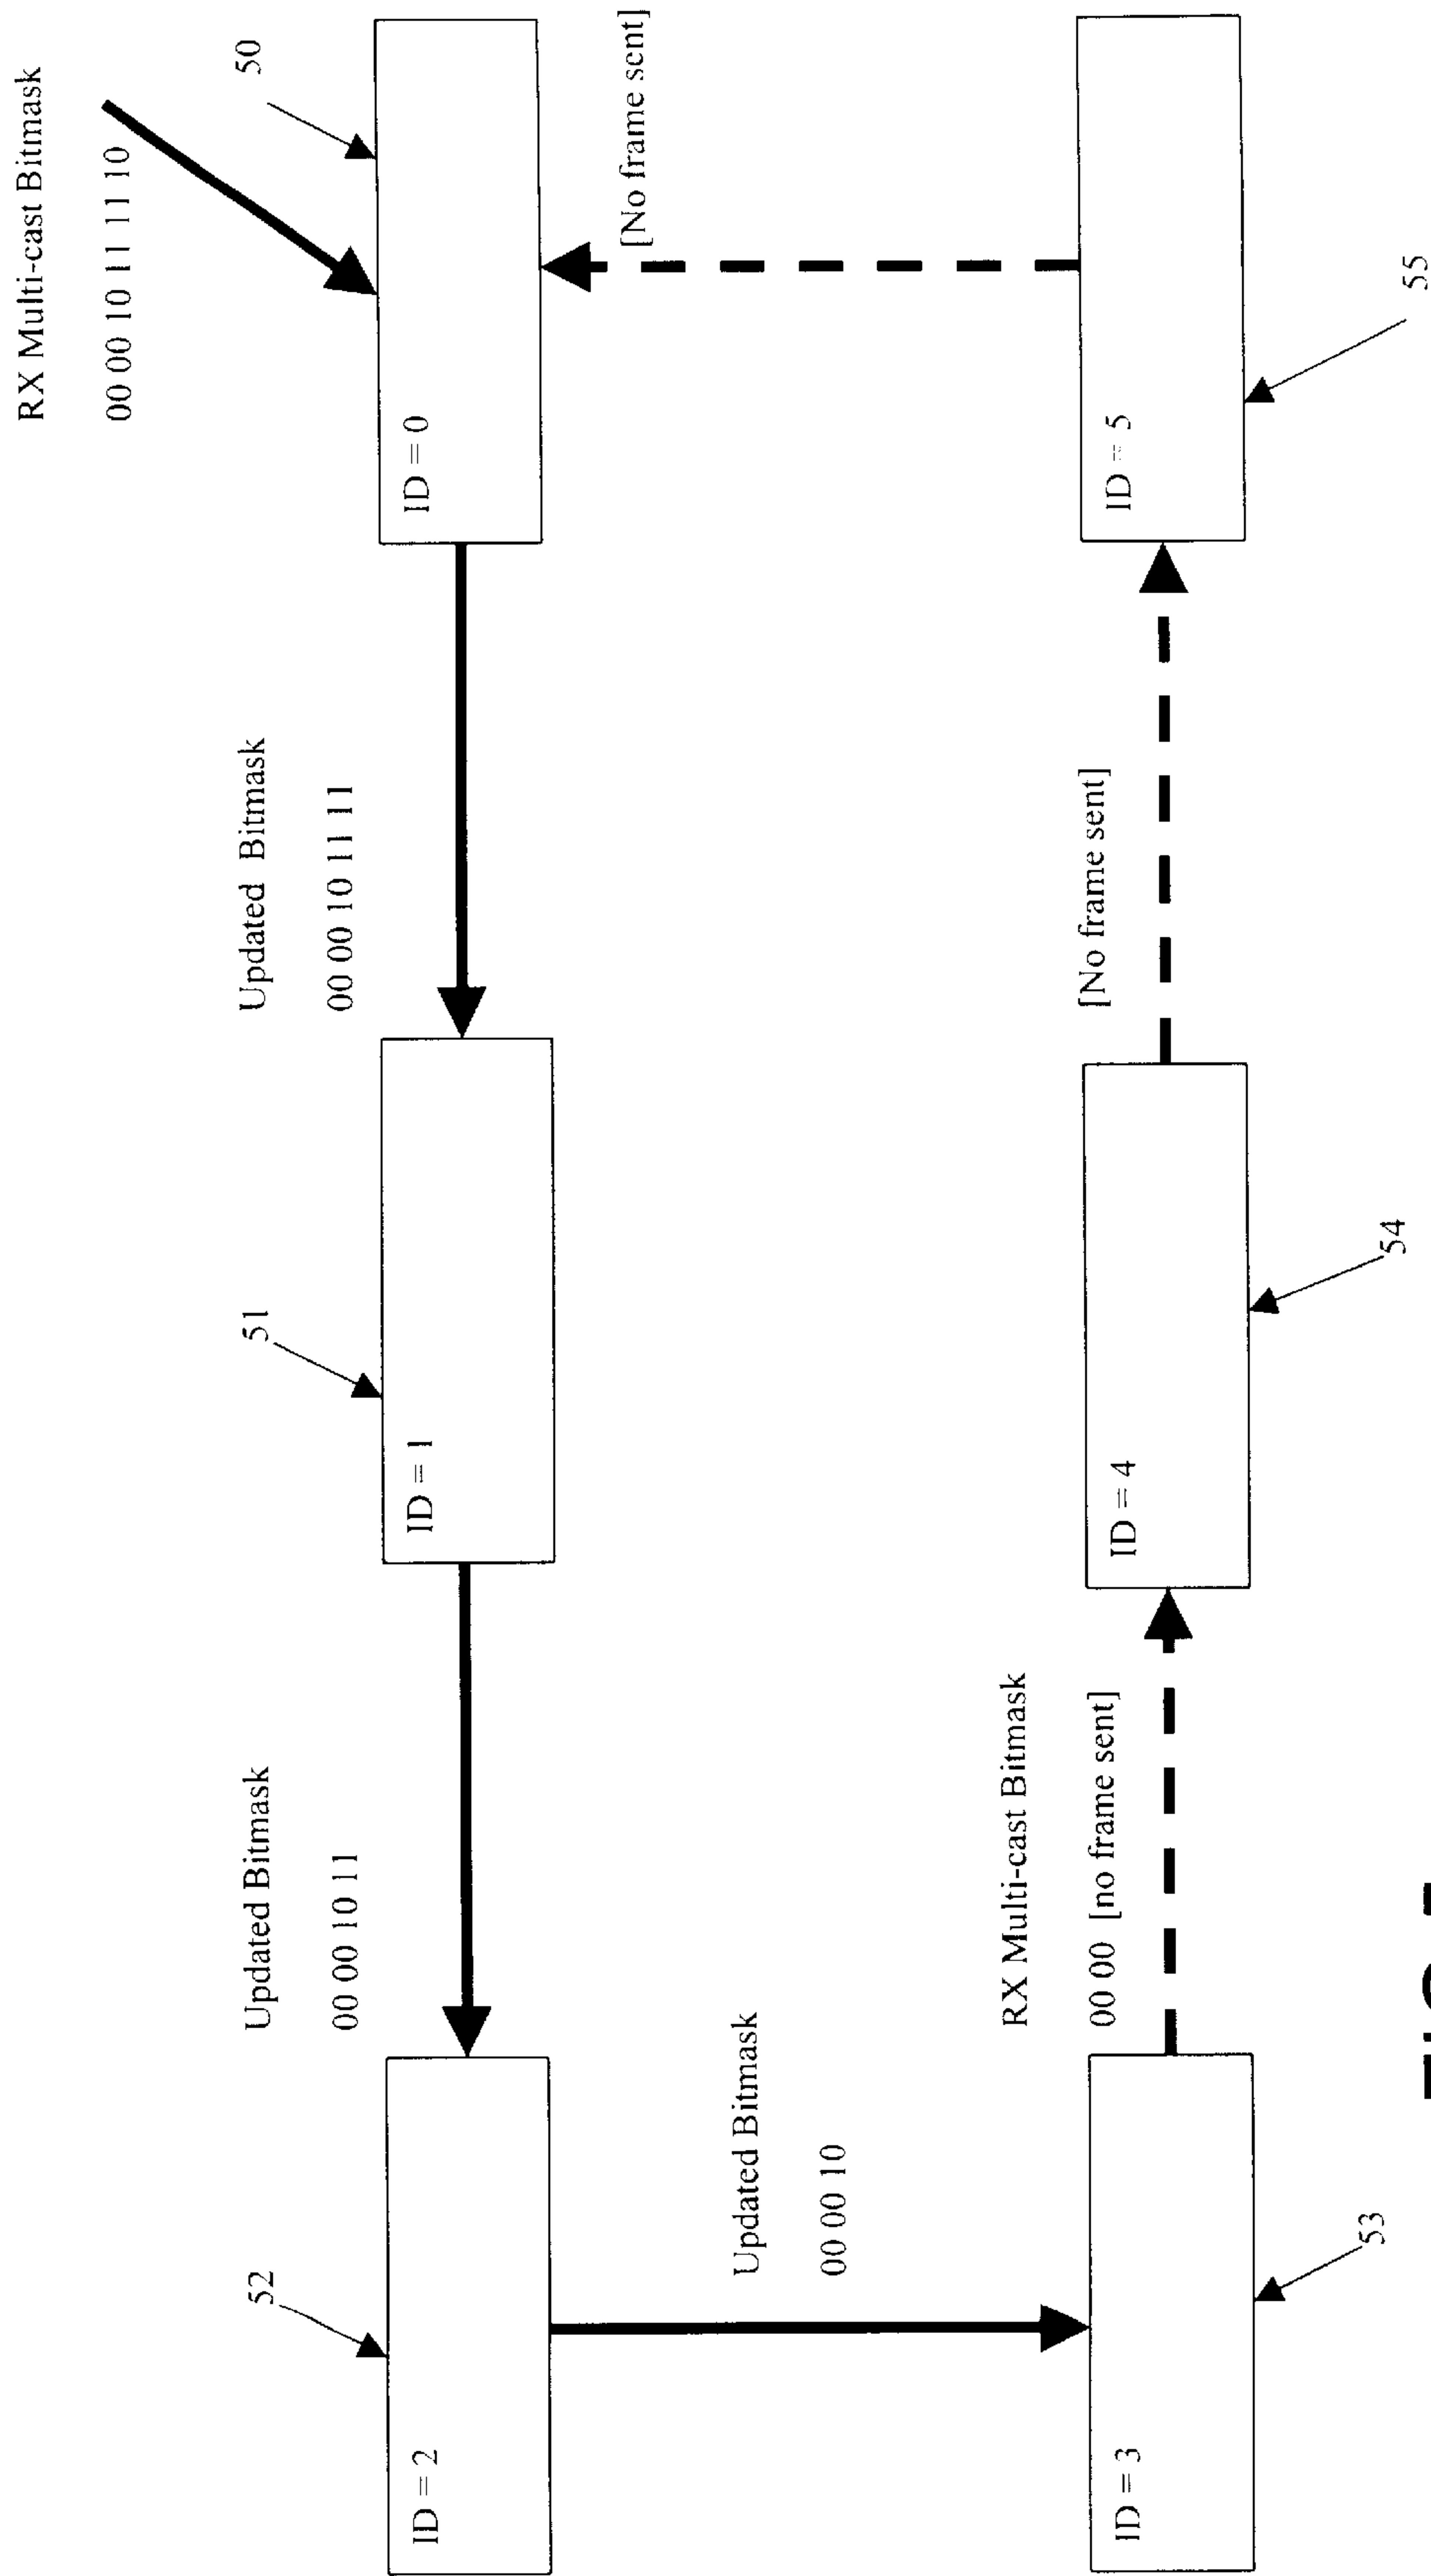 RX Multi-cast Bitmask
00 00 10 11 11 10
50
ID = 0
Updated Bitmask
00 00 10 11 11
51
ID = 1
Updated Bitmask
00 00 10 11
52
ID = 2
Updated Bitmask
00 00 10
ID = 3
53
RX Multi-cast Bitmask
00 00 [no frame sent]
ID = 4
54
[No frame sent]
ID = 5
55
[No frame sent]